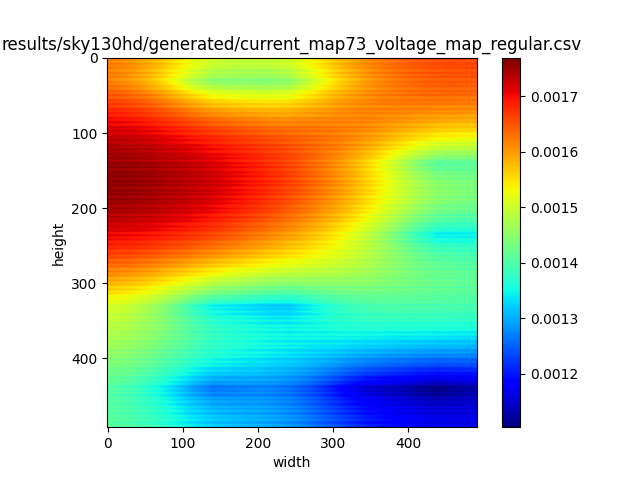 results/sky130hd/generated/current_map73_voltage_map_regular.csv
0
100
200
300
400
height
0 100 200 300 400
width
0.0017
0.0016
0.0015
0.0014
0.0013
0.0012